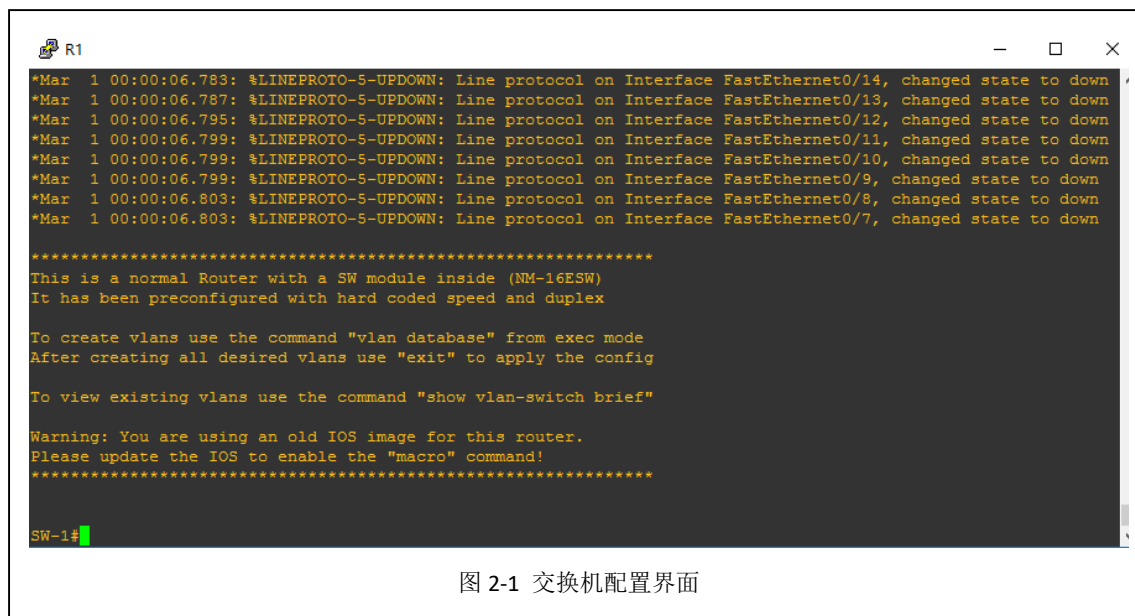 R1
*Mar  1 00:00:06.783: %LINEPROTO-5-UPDOWN: Line protocol on Interface FastEthernet0/14, changed state to down
*Mar  1 00:00:06.787: %LINEPROTO-5-UPDOWN: Line protocol on Interface FastEthernet0/13, changed state to down
*Mar  1 00:00:06.795: %LINEPROTO-5-UPDOWN: Line protocol on Interface FastEthernet0/12, changed state to down
*Mar  1 00:00:06.799: %LINEPROTO-5-UPDOWN: Line protocol on Interface FastEthernet0/11, changed state to down
*Mar  1 00:00:06.799: %LINEPROTO-5-UPDOWN: Line protocol on Interface FastEthernet0/10, changed state to down
*Mar  1 00:00:06.799: %LINEPROTO-5-UPDOWN: Line protocol on Interface FastEthernet0/9, changed state to down
*Mar  1 00:00:06.803: %LINEPROTO-5-UPDOWN: Line protocol on Interface FastEthernet0/8, changed state to down
*Mar  1 00:00:06.803: %LINEPROTO-5-UPDOWN: Line protocol on Interface FastEthernet0/7, changed state to down
***************************************************************
This is a normal Router with a SW module inside (NM-16ESW)
It has been preconfigured with hard coded speed and duplex
To create vlans use the command "vlan database" from exec mode
After creating all desired vlans use "exit" to apply the config
To view existing vlans use the command "show vlan-switch brief"
Warning: You are using an old IOS image for this router.
Please update the IOS to enable the "macro" command!
***************************************************************
SW-1#
图 2-1 交换机配置界面